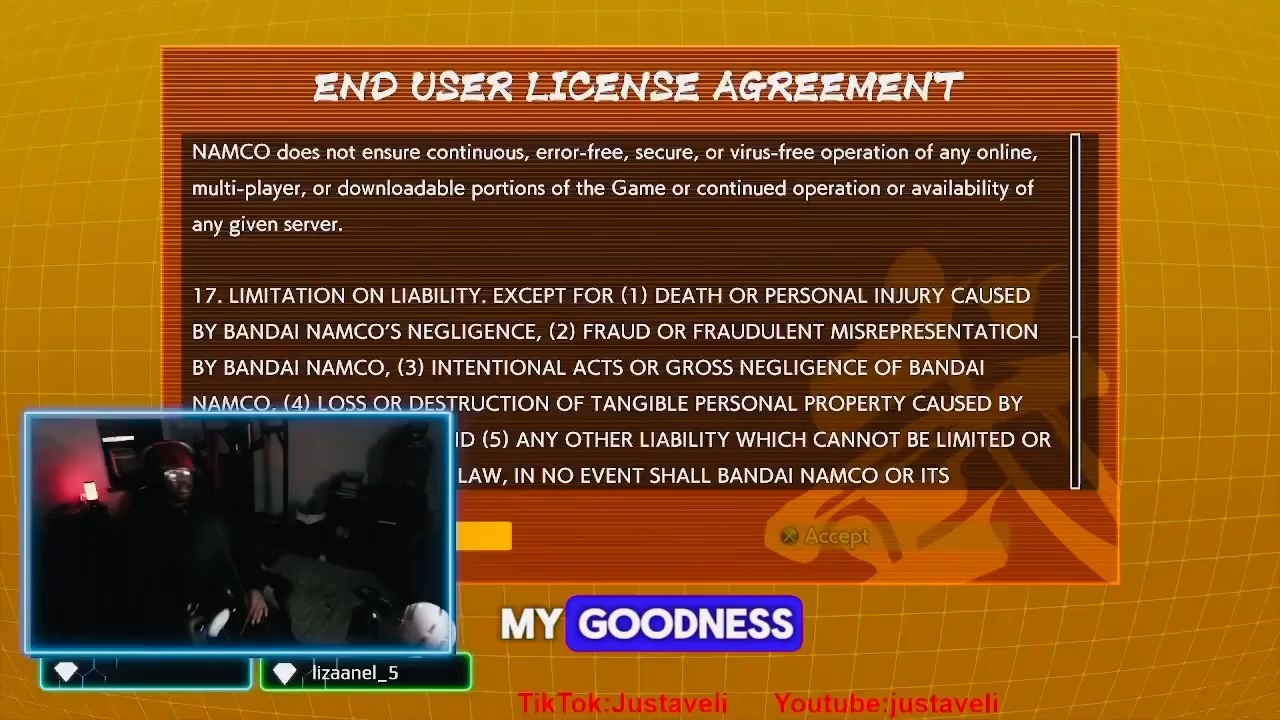 END USER LICENSE AGREEMENT
NAMCO does not ensure continuous, error-free, secure, or virus-free operation of any online,
multi-player, or downloadable portions of the Game or continued operation or availability of
any given server.
17. LIMITATION ON LIABILITY. EXCEPT FOR (1) DEATH OR PERSONAL INJURY CAUSED
BY BANDAI NAMCO'S NEGLIGENCE, (2) FRAUD OR FRAUDULENT MISREPRESENTATION
BY BANDAI NAMCO, (3) INTENTIONAL ACTS OR GROSS NEGLIGENCE OF BANDAI
NAMCO, (4) LOSS OR DESTRUCTION OF TANGIBLE PERSONAL PROPERTY CAUSED BY
(5) ANY OTHER LIABILITY WHICH CANNOT BE LIMITED OR
LAW, IN NO EVENT SHALL BANDAI NAMCO OR ITS
Accept
MY GOODNESS
lizaanel_5
TikTok:Justaveli Youtube:justaveli